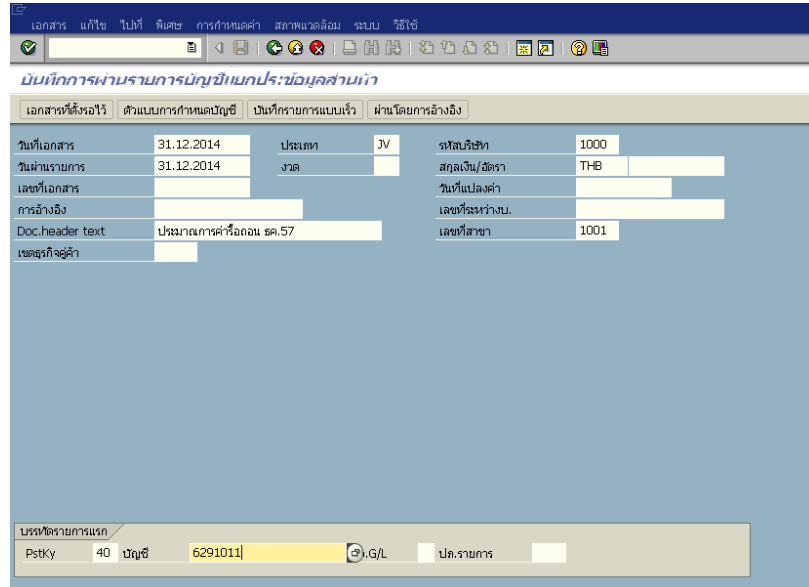 เอกสาร แก้ไข ไปที่ พิเศษ การกำหนดค่า สภาพแวดล้อม ระบบ วิธีใช้
บันทึกการผ่านรายการบัญชีแยกประ:ข้อมูลส่วนหัว
เอกสารที่ตั้งรอไว้ ตัวแบบการกำหนดบัญชี บันทึกรายการแบบเร็ว ผ่านโดยการอ้างอิง
วันที่เอกสาร 31.12.2014 ประเภท JV รหัสบริษัท 1000
วันผ่านรายการ 31.12.2014 งวด สกุลเงิน/อัตรา THB
เลขที่เอกสาร วันที่แปลงค่า
การอ้างอิง เลขที่ระหว่างบ.
Doc.header text ประมาณการค่ารื้อถอน ธค.57 เลขที่สาขา 1001
เขตธุรกิจคู่ค้า
บรรทัดรายการแรก
PstKy 40 บัญชี 6291011 .G/L ปภ.รายการ